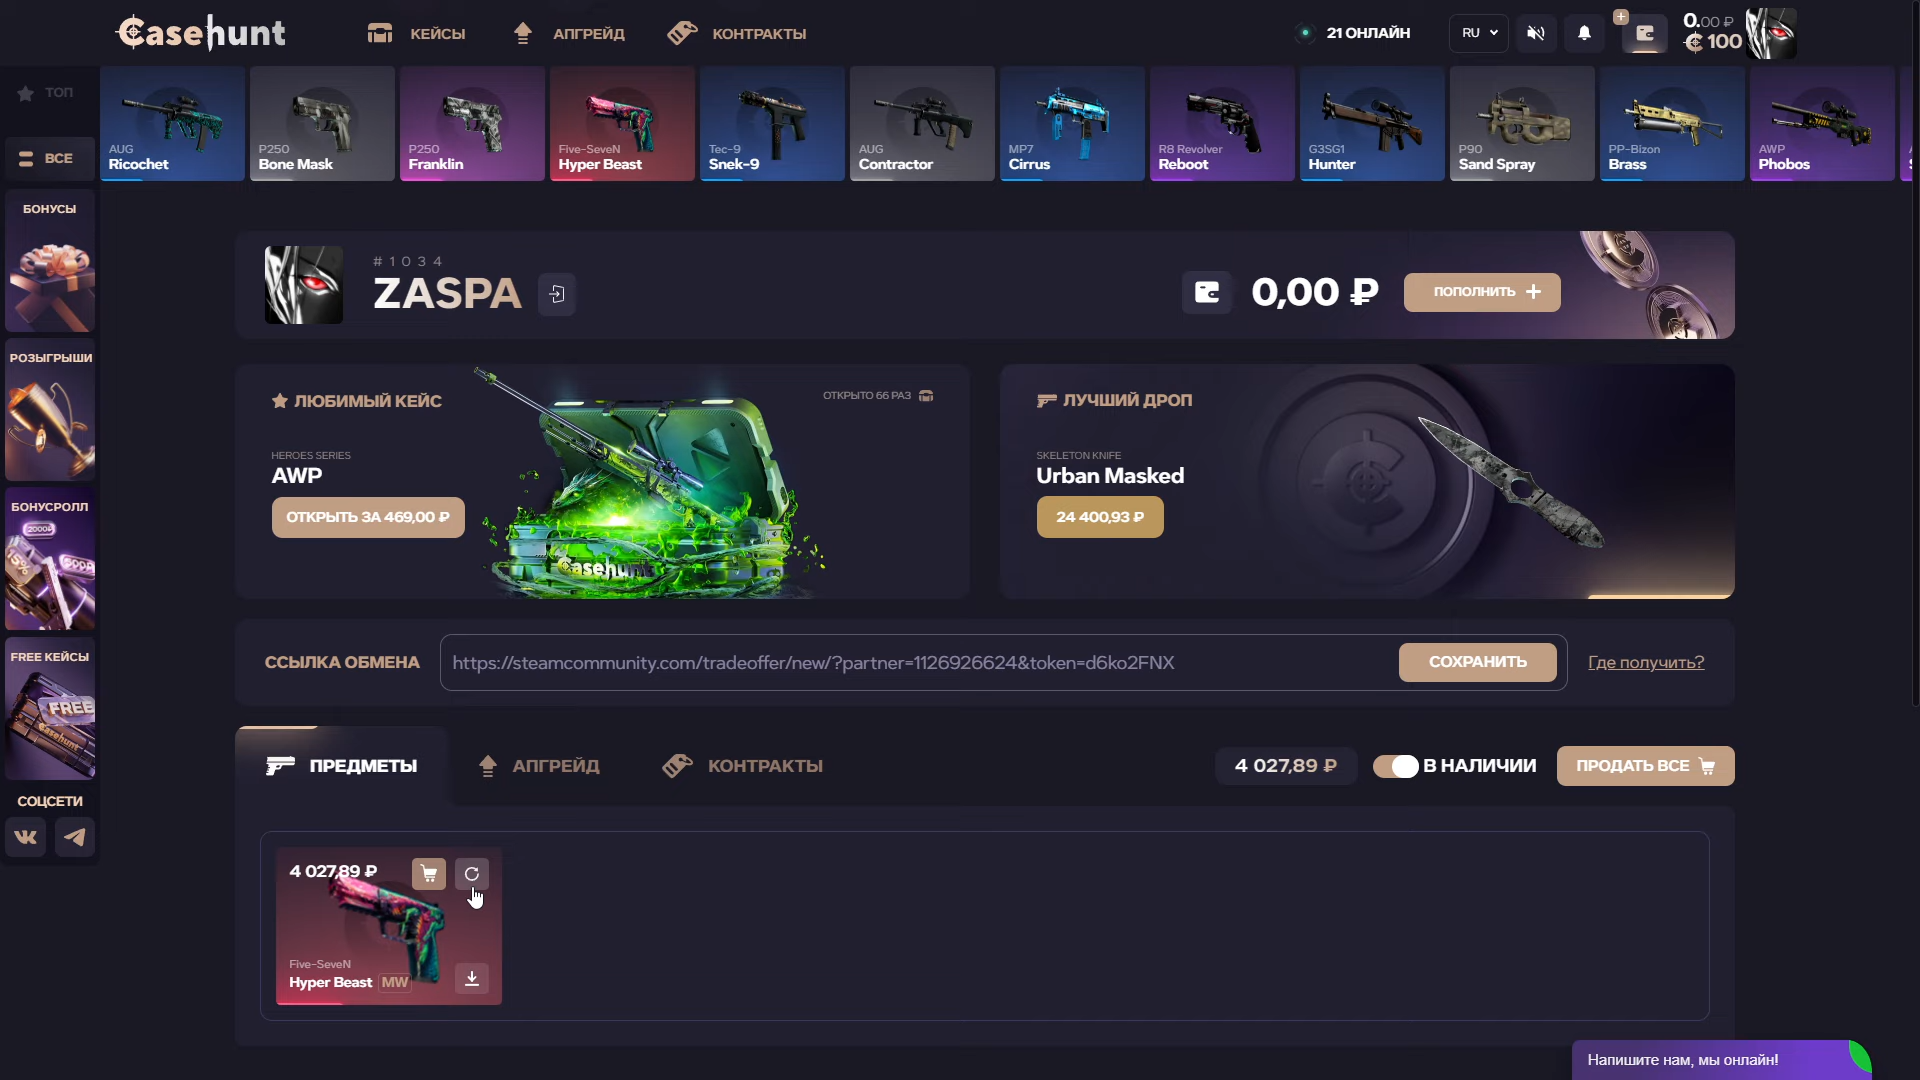 Casehunt
КЕЙСЫ
АПГРЕЙД
КОНТРАКТЫ
21 ОНЛАЙН
RU
0.00 ₽
100
ТОП
ВСЕ
БОНУСЫ
РОЗЫГРЫШИ
БОНУСРОЛЛ
FREE КЕЙСЫ
FREE
Casehunt
СОЦСЕТИ
AUG
Ricochet
P250
Bone Mask
P250
Franklin
Five-SeveN
Hyper Beast
Tec-9
Snek-9
AUG
Contractor
MP7
Cirrus
R8 Revolver
Reboot
G3SG1
Hunter
P90
Sand Spray
PP-Bizon
Brass
AWP
Phobos
#1034
ZASPA
0,00 ₽
ПОПОЛНИТЬ +
ЛЮБИМЫЙ КЕЙС
ОТКРЫТО 66 РАЗ
HEROES SERIES
AWP
ОТКРЫТЬ ЗА 469,00 ₽
Casehunt
ЛУЧШИЙ ДРОП
SKELETON KNIFE
Urban Masked
24 400,93 ₽
ССЫЛКА ОБМЕНА
https://steamcommunity.com/tradeoffer/new/?partner=1126926624&token=d6ko2FNX
СОХРАНИТЬ
Где получить?
ПРЕДМЕТЫ
АПГРЕЙД
КОНТРАКТЫ
4 027,89 ₽
В НАЛИЧИИ
ПРОДАТЬ ВСЕ
4 027,89 ₽
Five-SeveN
Hyper Beast MW
Напишите нам, мы онлайн!